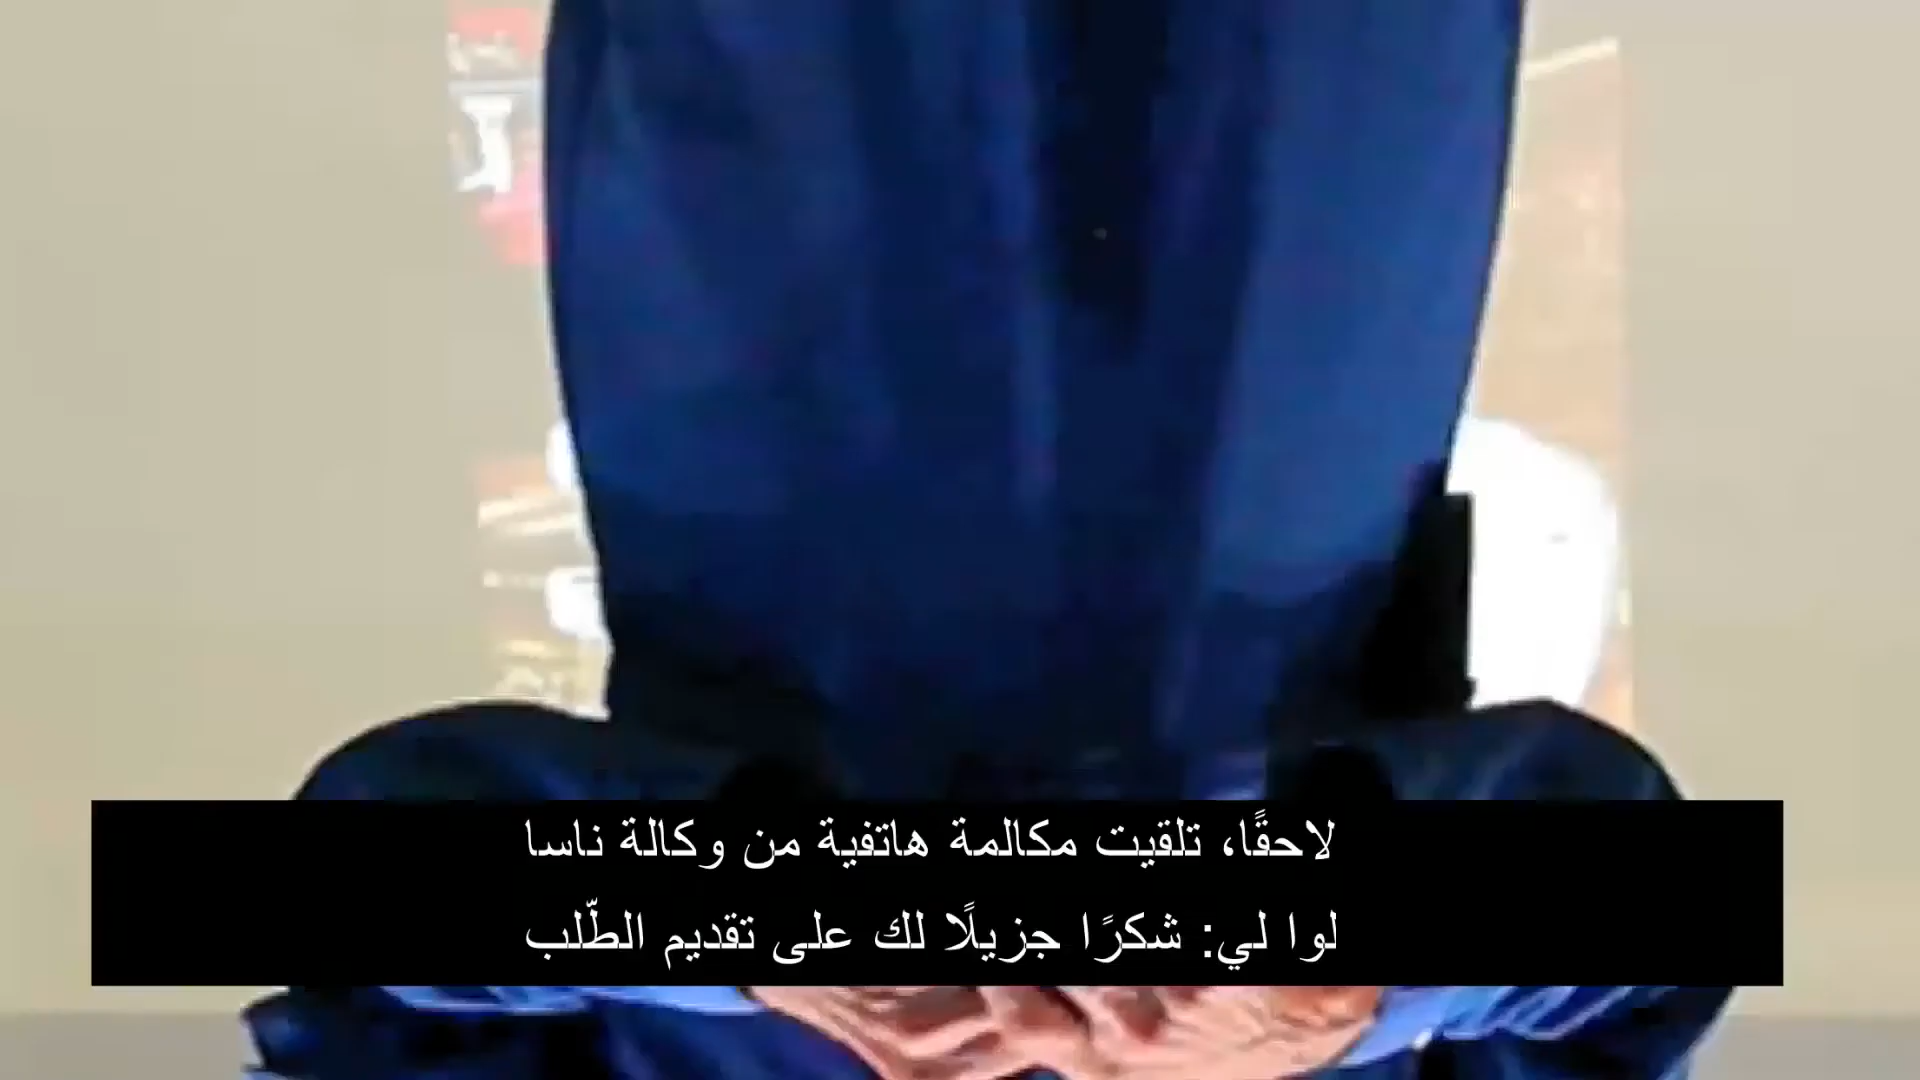 لاحقًا، تلقيت مكالمة هاتفية من وكالة ناسا
لوا لي: شكرًا جزيلًا لك على تقديم الطّلب